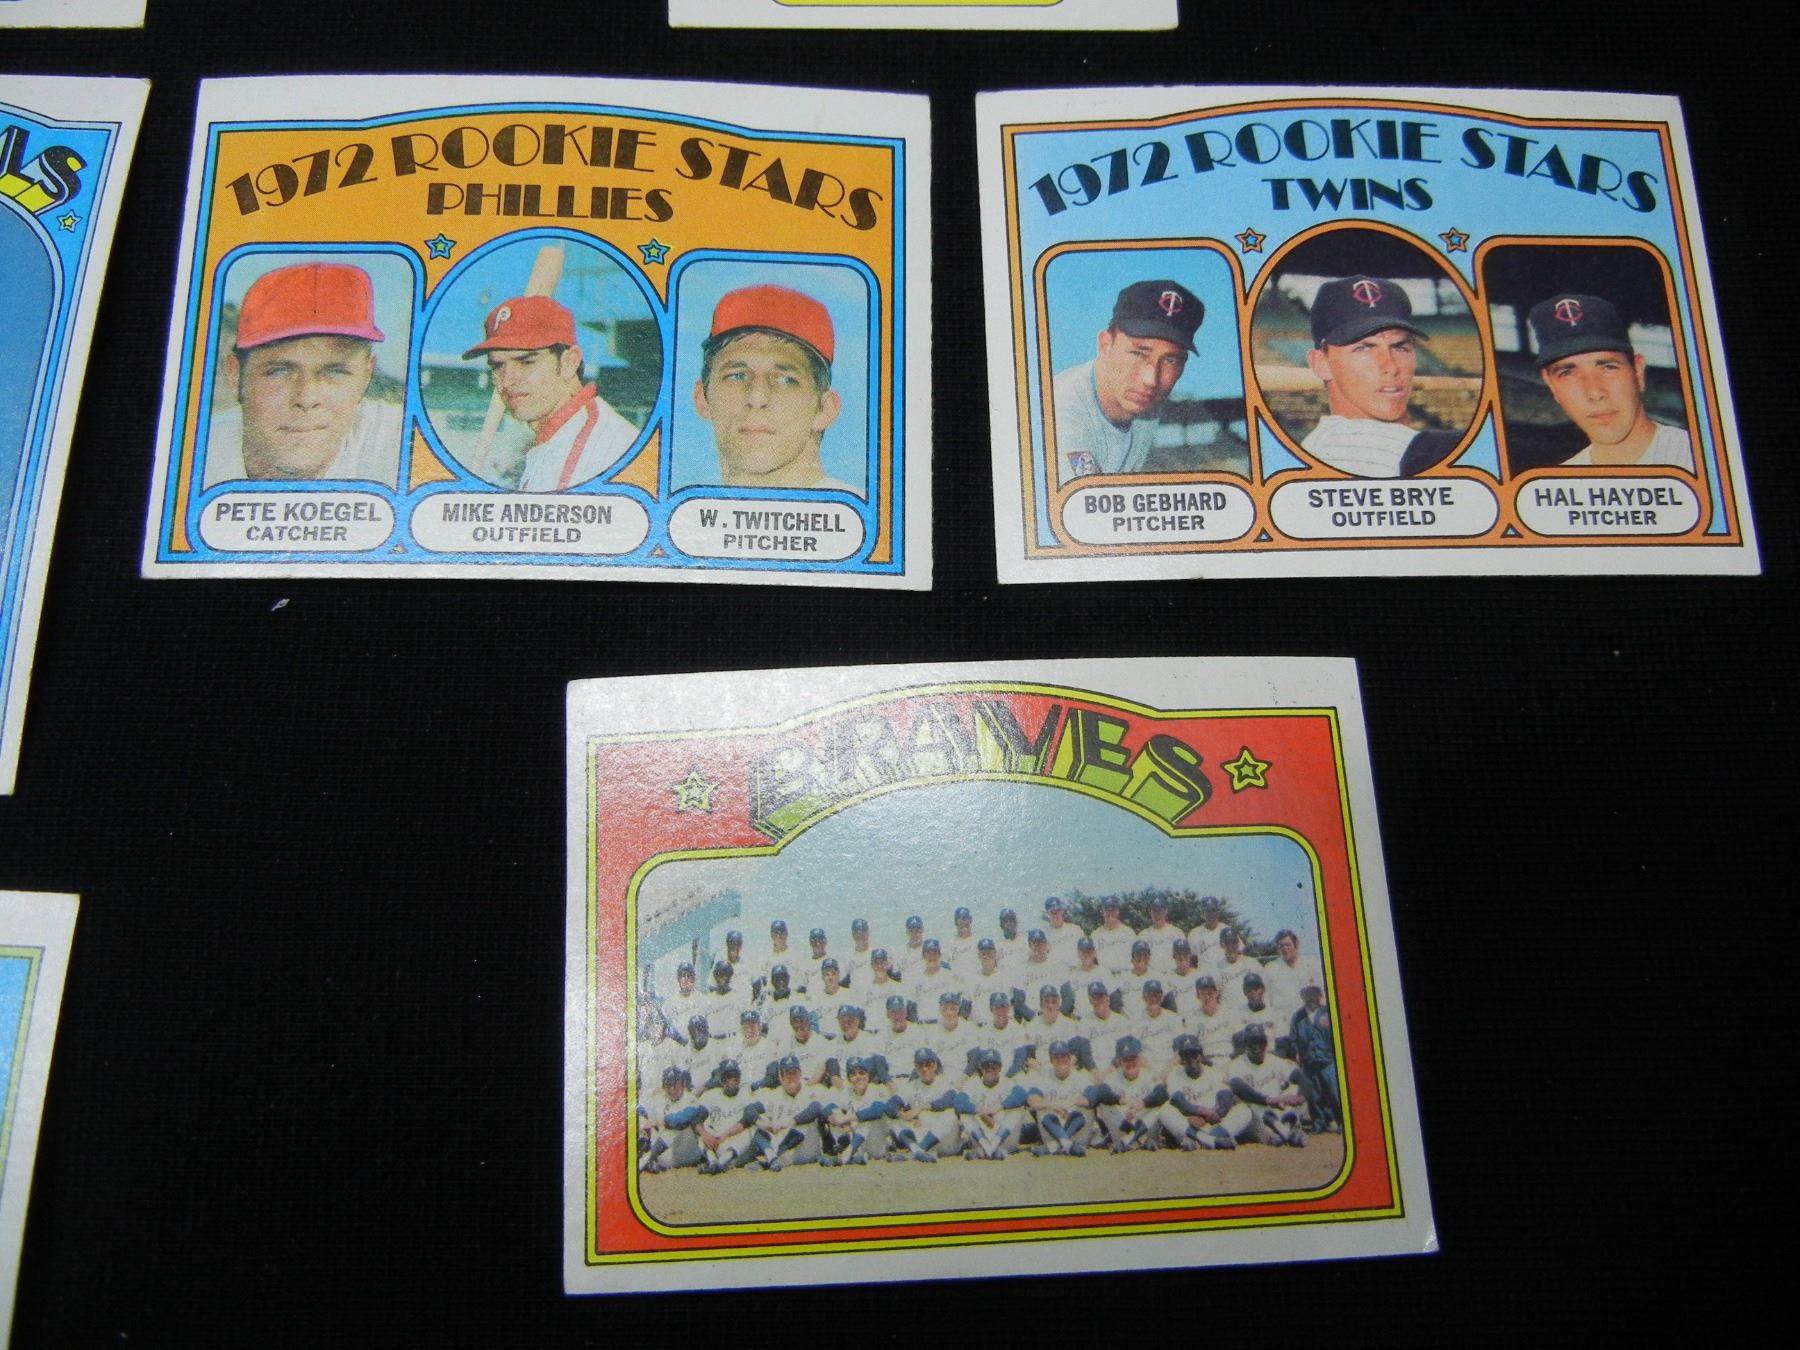 LS
1972 ROOKIE STARS
PHILLIES
PETE KOEGEL
CATCHER
MIKE ANDERSON
OUTFIELD
W. TWITCHELL
PITCHER
1972 ROOKIE STARS
TWINS
BOB GEBHARD
PITCHER
STEVE BRYE
OUTFIELD
HAL HAYDEL
PITCHER
BRAVES